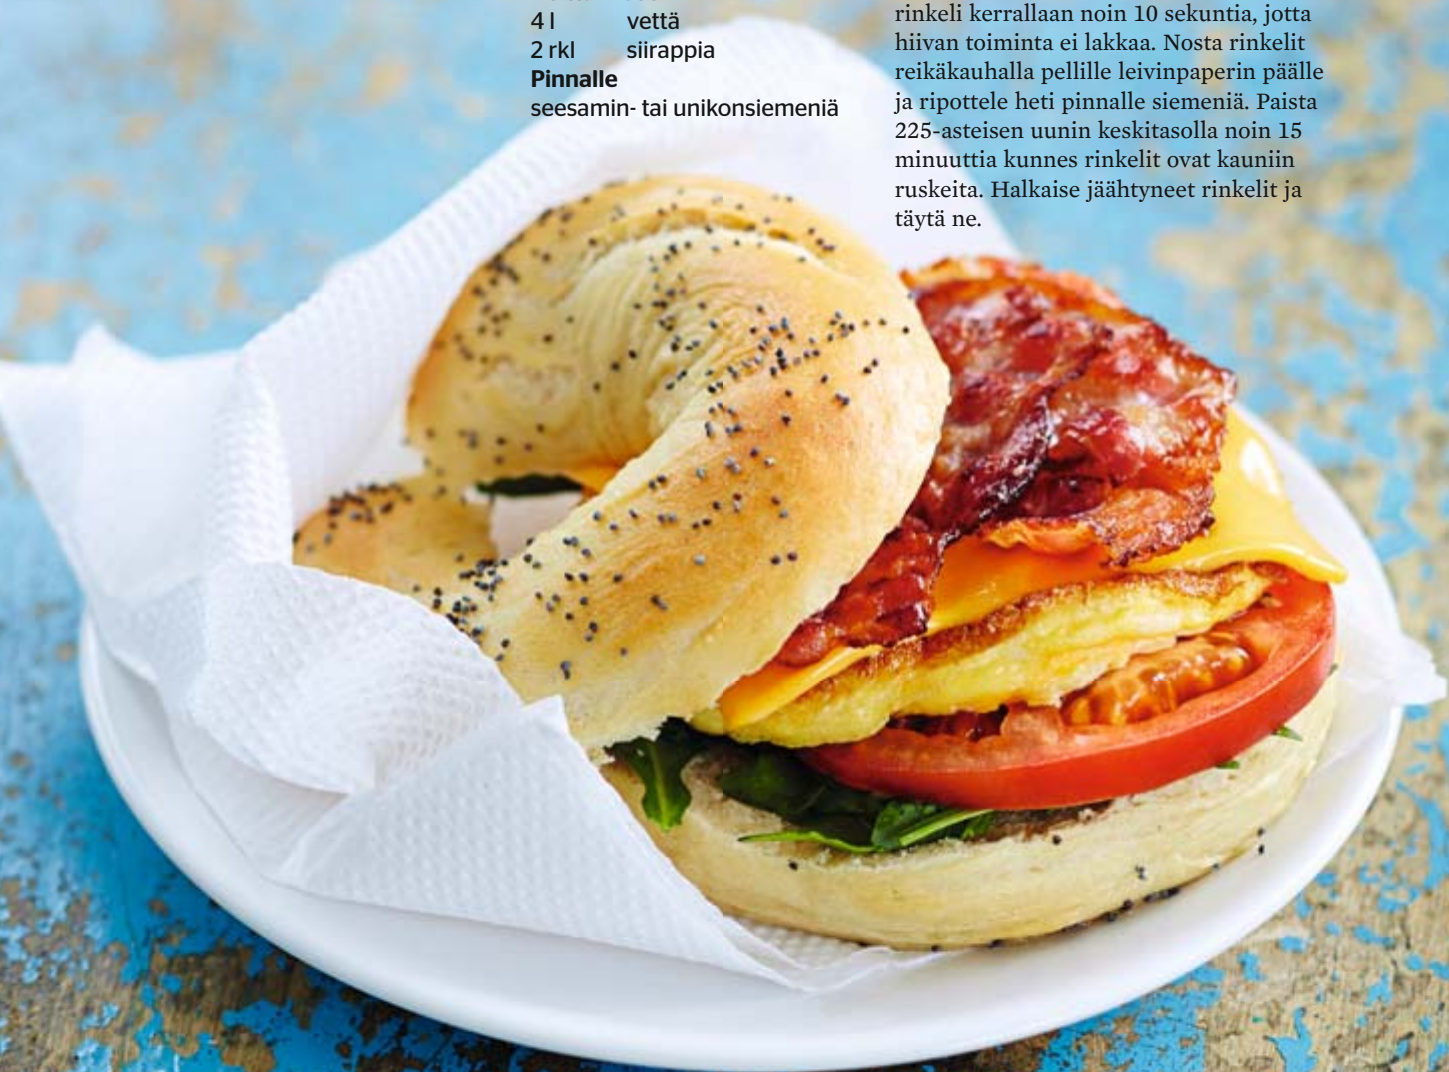 4 l vettä
2 rkl siirappia
Pinnalle
seesamin- tai unikonsiemeniä
rinkeli kerrallaan noin 10 sekuntia, jotta
hiivan toiminta ei lakkaa. Nosta rinkelit
reikäkauhalla pellille leivinpaperin päälle
ja ripottele heti pinnalle siemeniä. Paista
225-asteisen uunin keskitasolla noin 15
minuuttia kunnes rinkelit ovat kauniin
ruskeita. Halkaise jäähtyneet rinkelit ja
täytä ne.